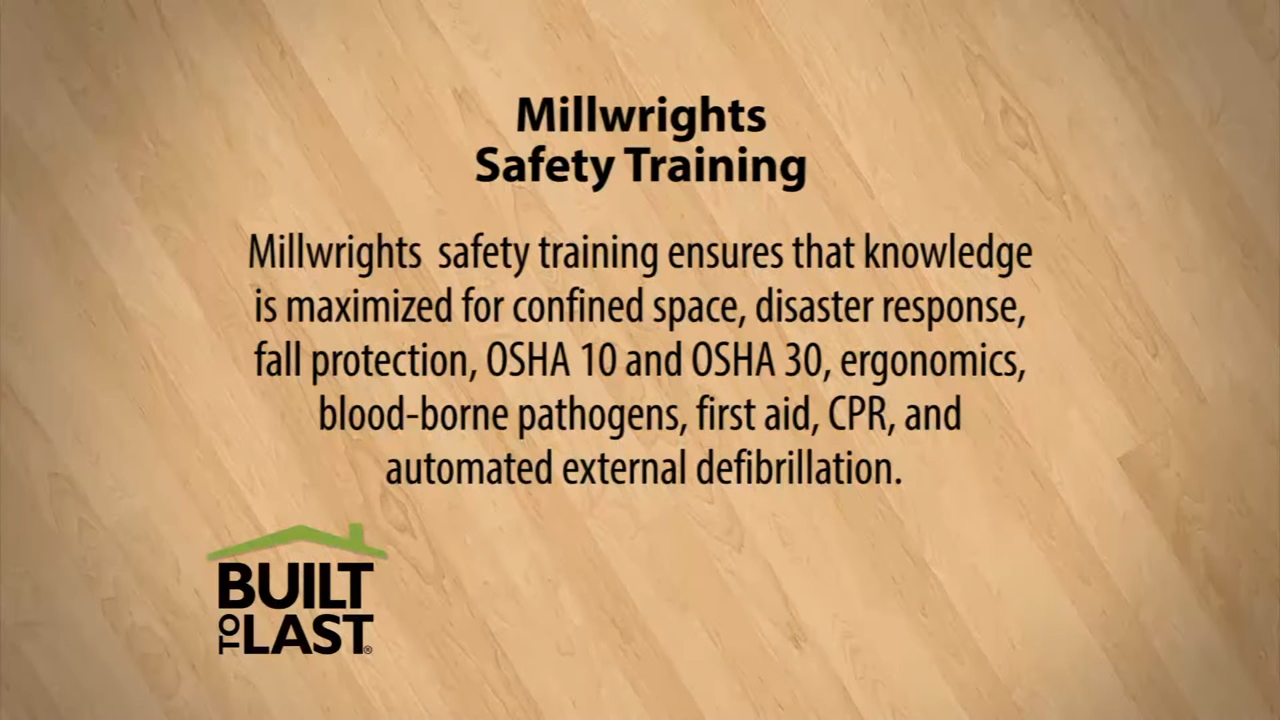 Millwrights
Safety Training
Millwrights  safety training ensures that knowledge
is maximized for confined space, disaster response,
fall protection, OSHA 10 and OSHA 30, ergonomics,
blood-borne pathogens, first aid, CPR, and
automated external defibrillation.
BUILT
TO LAST®